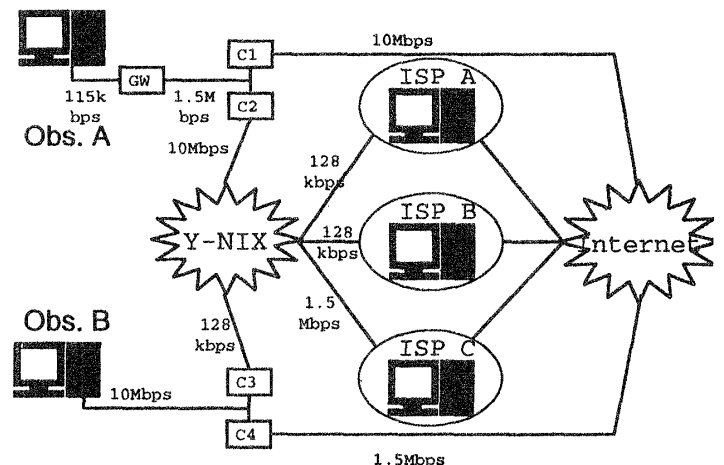 C1
10Mbps
ISP A
GW
115k
bps
1.5M
bps
C2
Obs. A
10Mbps
128
kbps
ISP B
Y-NIX
128
kbps
Internet
Obs. B
128
kbps
1.5
Mbps
ISP C
C3
10Mbps
C4
1.5Mbps